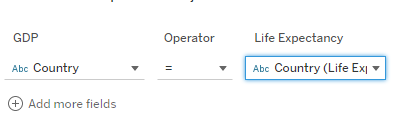 GDP Operator Life Expectancy
Abc Country = Abc Country (Life Exp
Add more fields